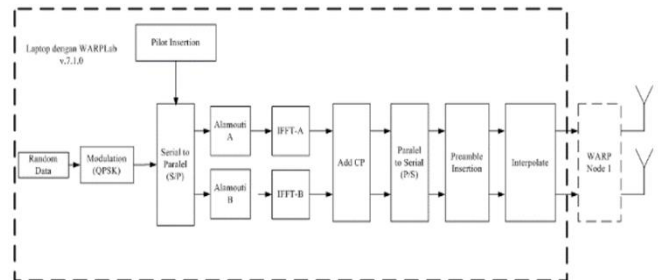 Laptop dengan WARPLab
v.7.1.0
Pilot Insertion
Random
Data
Modulation
(QPSK)
Serial to
Paralel
(S/P)
Alamouti
A
Alamouti
B
IFFT-A
IFFT-B
Add CP
Paralel
to Serial
(P/S)
Preamble
Insertion
Interpolate
WARP
Node 1